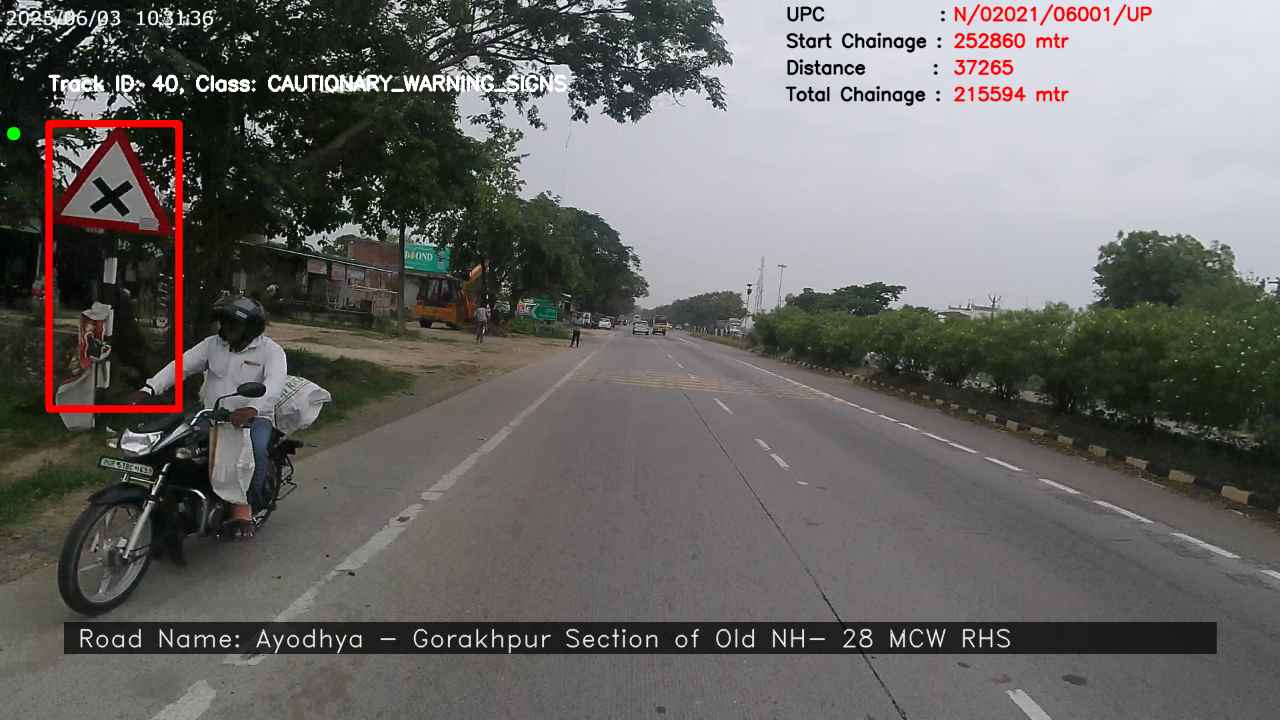 2025/06/03 10:31:36
UPC : N/02021/06001/UP
Start Chainage : 252860 mtr
Distance : 37265
Total Chainage : 215594 mtr
Track ID: 40, Class: CAUTIONARY_WARNING_SIGNS
Road Name: Ayodhya - Gorakhpur Section of Old NH- 28 MCW RHS